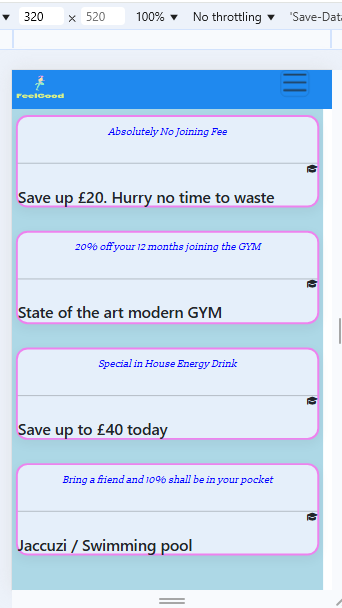 320 × 520 100% No throttling 'Save-Dat
FeelGood
Absolutely No Joining Fee
Save up £20. Hurry no time to waste
20% off your 12 months joining the GYM
State of the art modern GYM
Special in House Energy Drink
Save up to £40 today
Bring a friend and 10% shall be in your pocket
Jaccuzi / Swimming pool